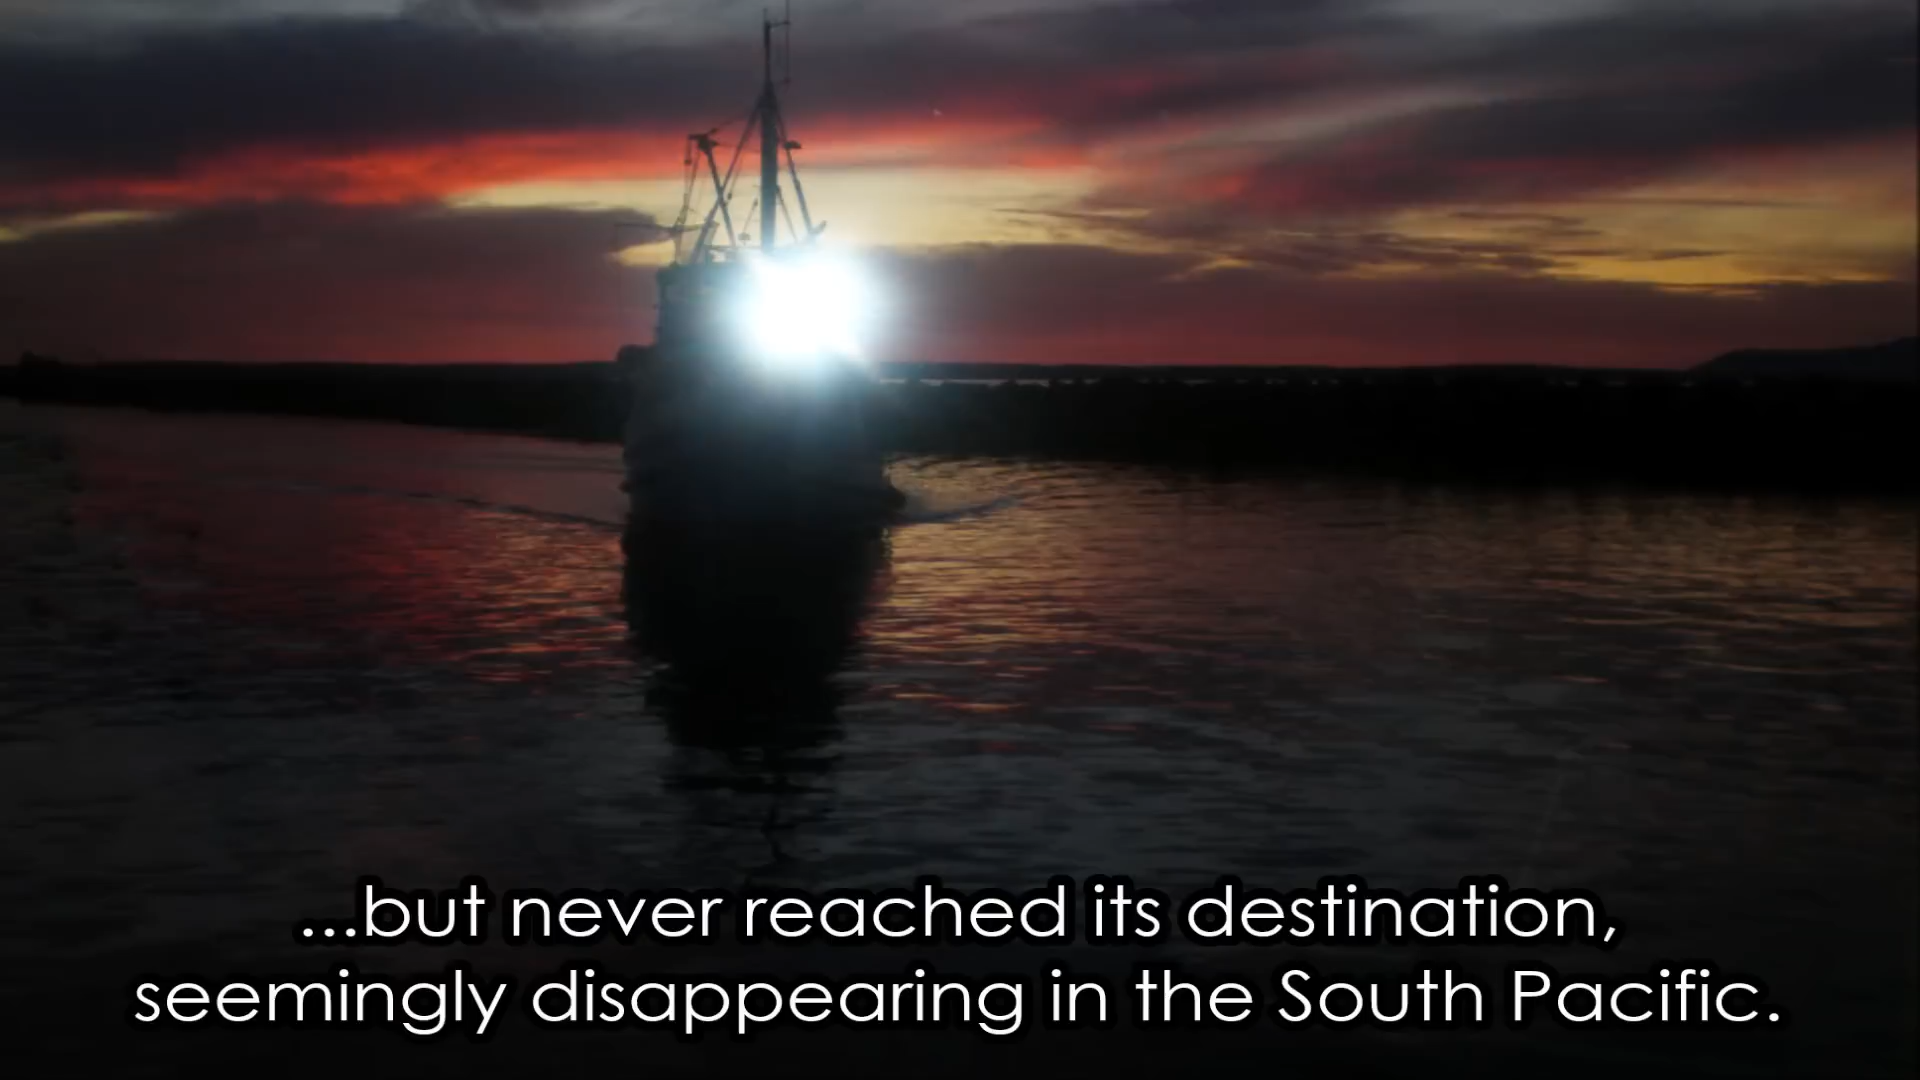 ...but never reached its destination,
seemingly disappearing in the South Pacific.